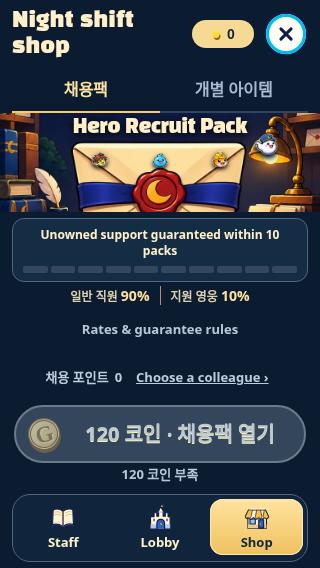 Night shift
shop
0
채용팩
개별 아이템
Hero Recruit Pack
Unowned support guaranteed within 10
packs
일반 직원 90%
지원 영웅 10%
Rates & guarantee rules
채용 포인트 0
Choose a colleague ›
G
120 코인 · 채용팩 열기
120 코인 부족
Staff
Lobby
Shop